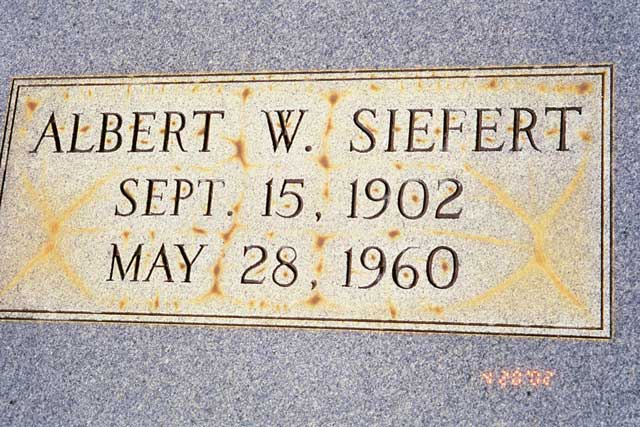 ALBERT W. SIEFERT
SEPT. 15, 1902
MAY 28, 1960